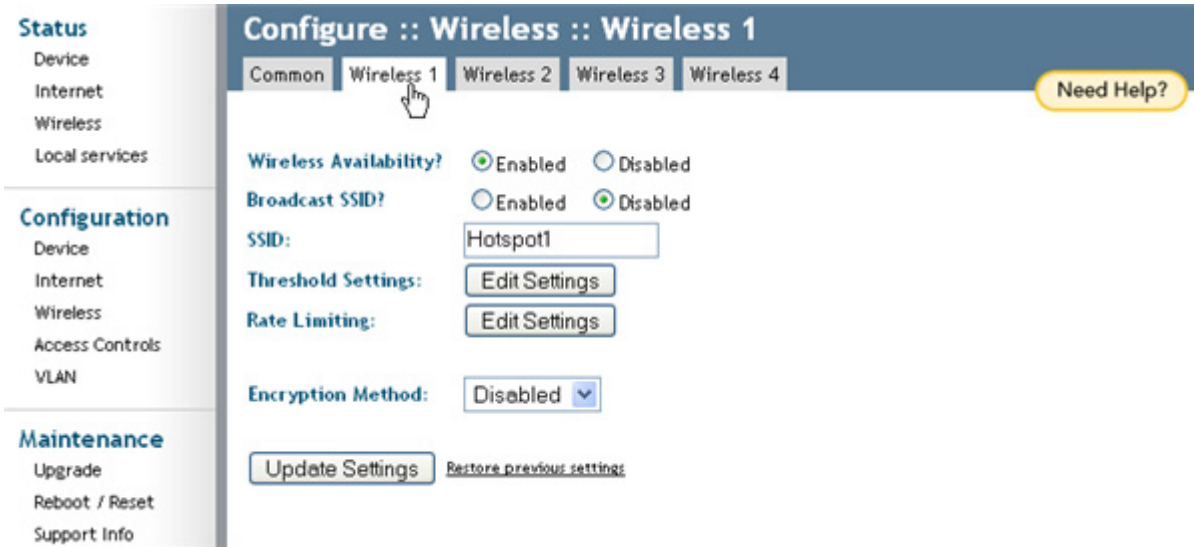 Status
Device
Internet
Wireless
Local services
Configuration
Device
Internet
Wireless
Access Controls
VLAN
Maintenance
Upgrade
Reboot / Reset
Support Info
Configure :: Wireless :: Wireless 1
Common Wireless 1 Wireless 2 Wireless 3 Wireless 4
Need Help?
Wireless Availability? Enabled Disabled
Broadcast SSID? Enabled Disabled
SSID: Hotspot1
Threshold Settings: Edit Settings
Rate Limiting: Edit Settings
Encryption Method: Disabled
Update Settings Restore previous settings